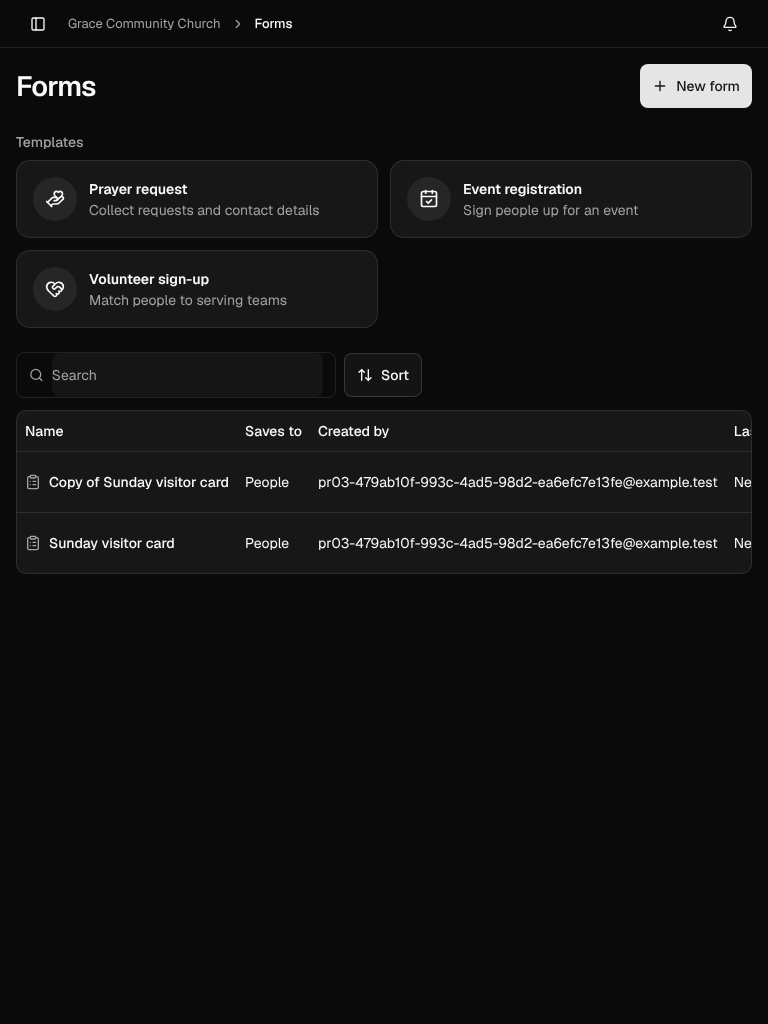 Grace Community Church > Forms
Forms
New form
Templates
Prayer request
Collect requests and contact details
Event registration
Sign people up for an event
Volunteer sign-up
Match people to serving teams
Search
Sort
Name Saves to Created by
Copy of Sunday visitor card People pr03-479ab10f-993c-4ad5-98d2-ea6efc7e13fe@example.test
Sunday visitor card People pr03-479ab10f-993c-4ad5-98d2-ea6efc7e13fe@example.test